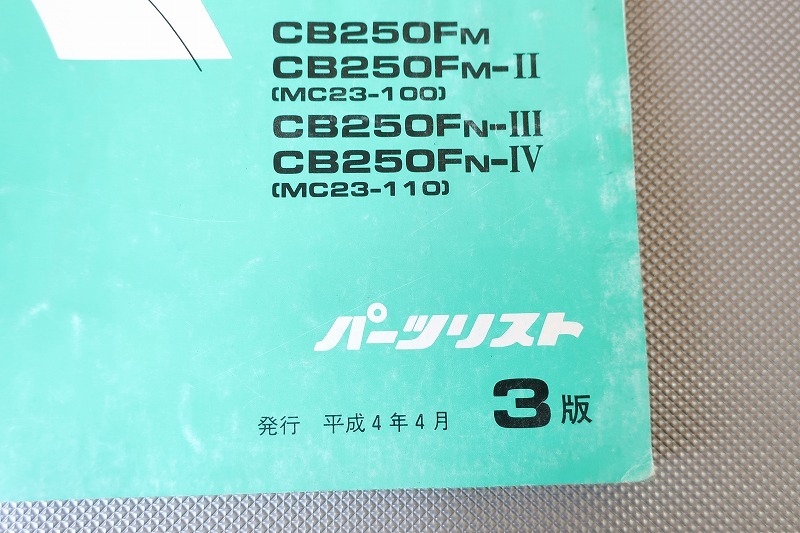 CB250FM
CB250FM-II
(MC23-100)
CB250FN-III
CB250FN-IV
(MC23-110)
パーツリスト
発行 平成4年4月 3版